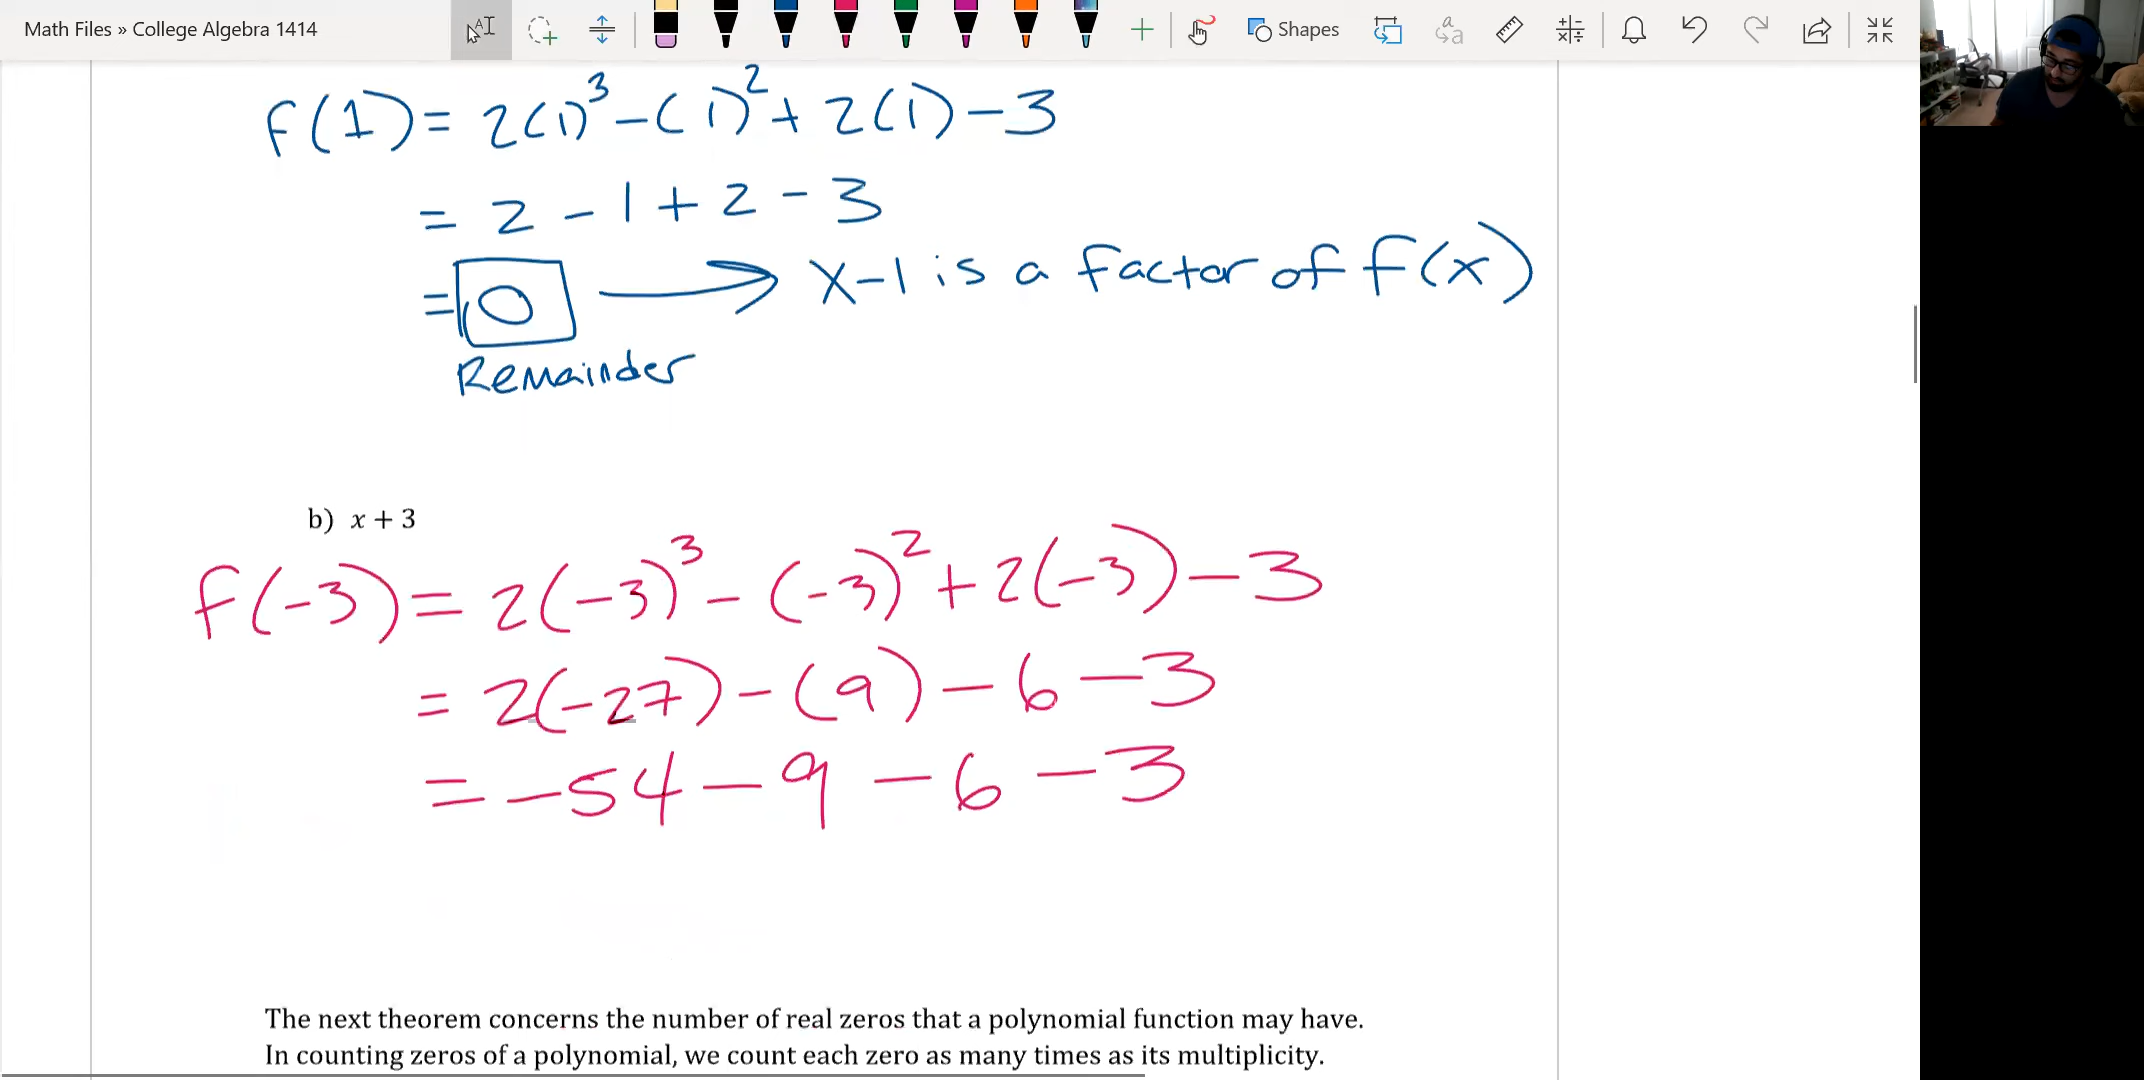 Math Files » College Algebra 1414
Shapes
f(1) = 2(1)³ - (1)² + 2(1) - 3
= 2 - 1 + 2 - 3
= 0 → x-1 is a factor of f(x)
Remainder
b) x + 3
f(-3) = 2(-3)³ - (-3)² + 2(-3) - 3
= 2(-27) - (9) - 6 - 3
= -54 - 9 - 6 - 3
The next theorem concerns the number of real zeros that a polynomial function may have.
In counting zeros of a polynomial, we count each zero as many times as its multiplicity.